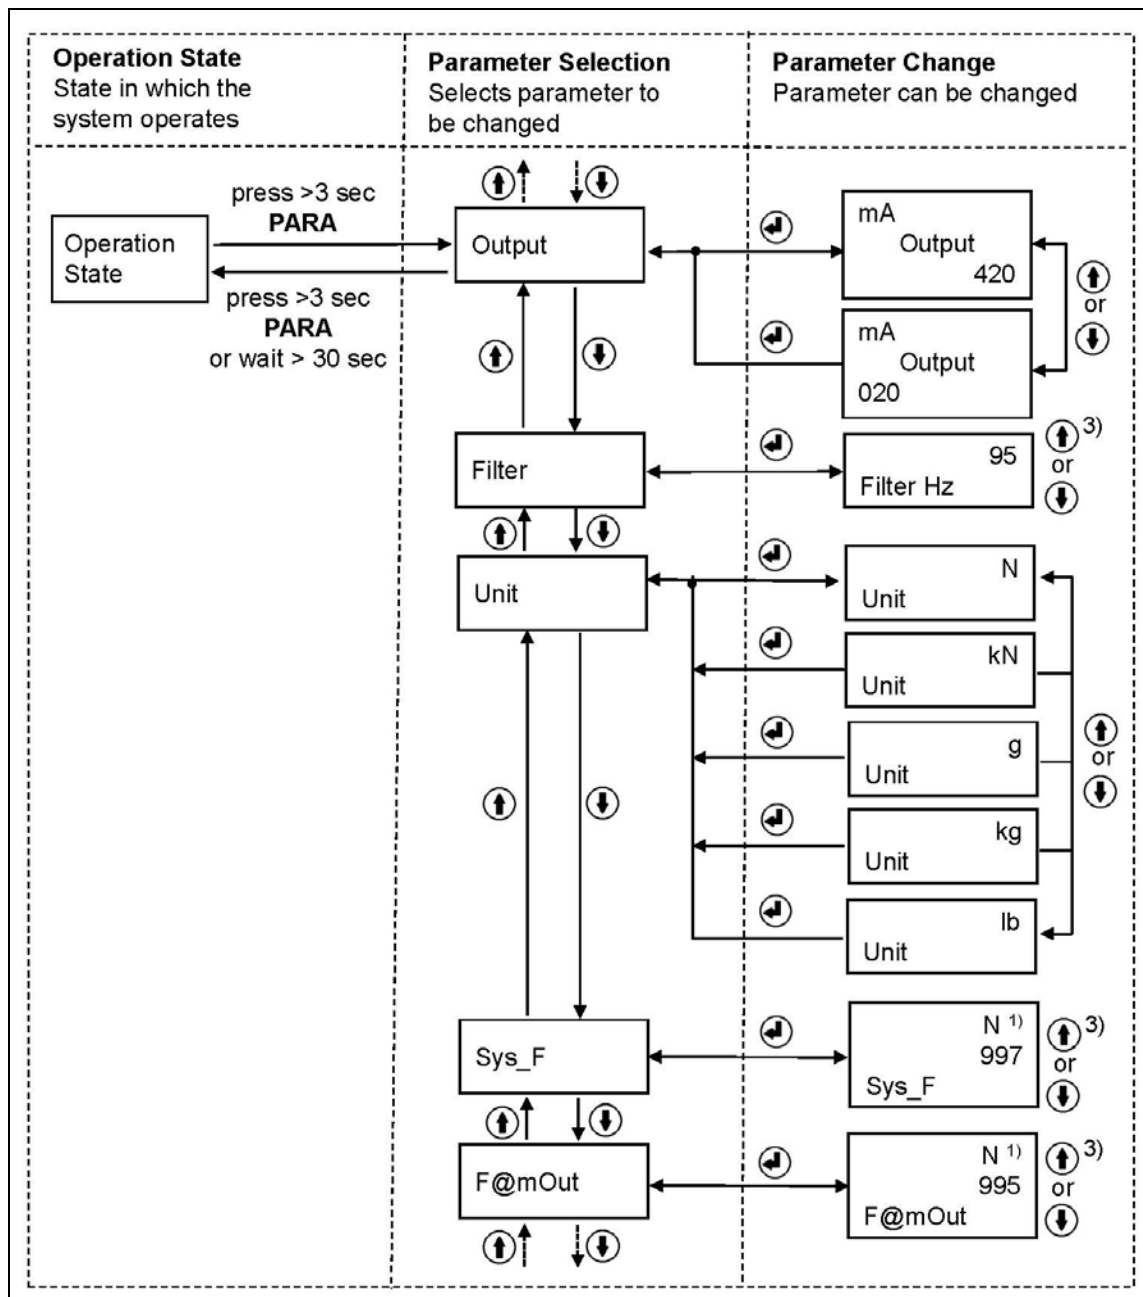 Operation State
State in which the
system operates
Parameter Selection
Selects parameter to
be changed
Parameter Change
Parameter can be changed
press >3 sec
PARA
Operation
State
press >3 sec
PARA
or wait > 30 sec
Output
mA
Output
420
or
mA
Output
020
Filter
95
Filter Hz
3)
or
Unit
N
Unit
kN
Unit
g
Unit
or
kg
Unit
lb
Unit
Sys_F
N 1)
997
Sys_F
3)
or
F@mOut
N 1)
995
F@mOut
3)
or